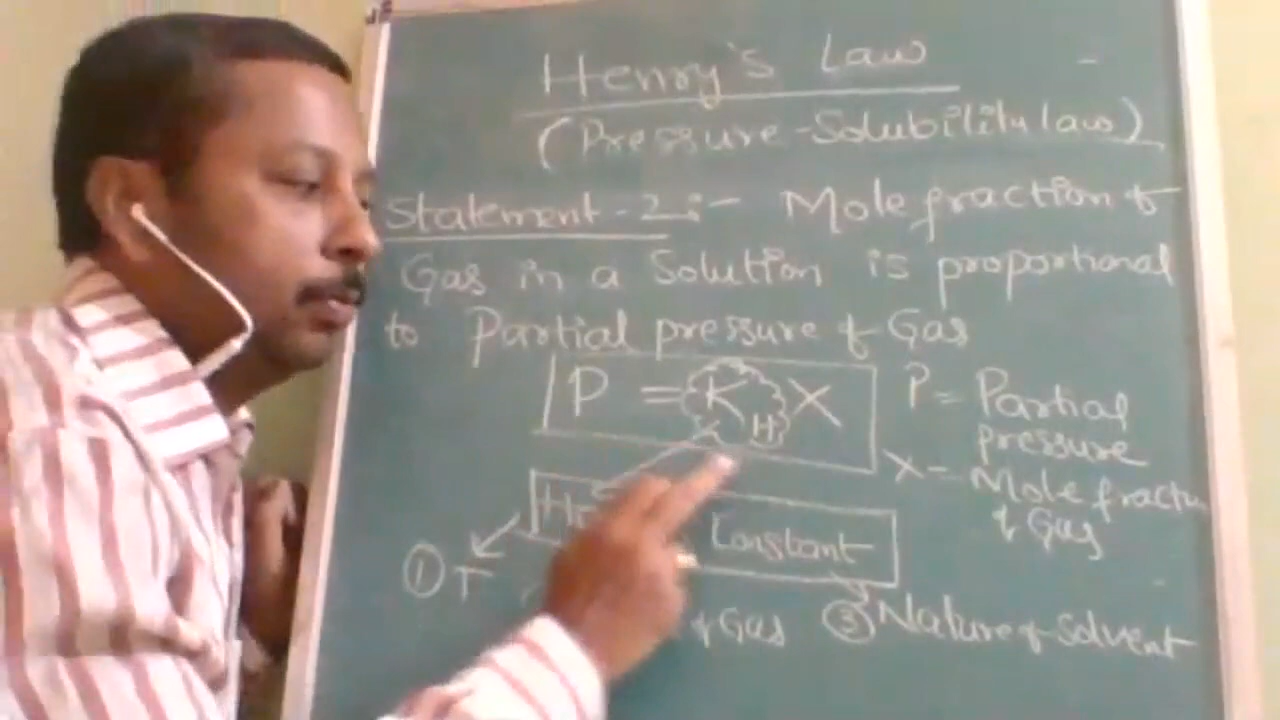 Henry's Law
(Pressure-Solubility law)
Statement-2:- Mole fraction of
Gas in a Solution is proportional
to Partial pressure of Gas
P = KH X
P = Partial
pressure
X - Mole fraction
of Gas
Constant
① T
of Gas ③ Nature of Solvent